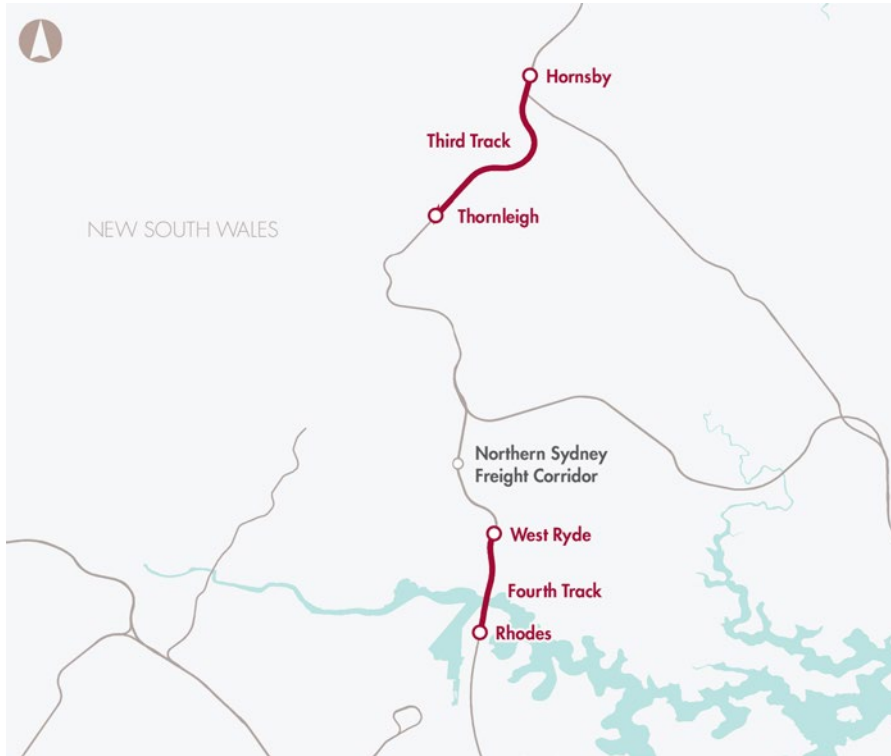 Hornsby
Third Track
Thornleigh
NEW SOUTH WALES
Northern Sydney
Freight Corridor
West Ryde
Fourth Track
Rhodes